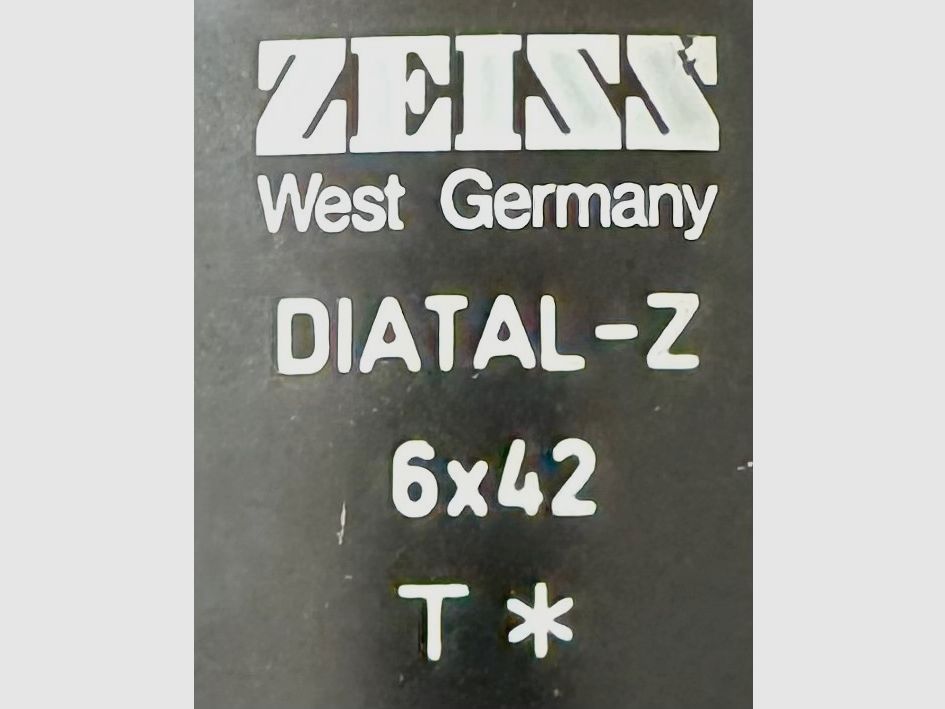 ZEISS
West Germany
DIATAL-Z
6x42
T*